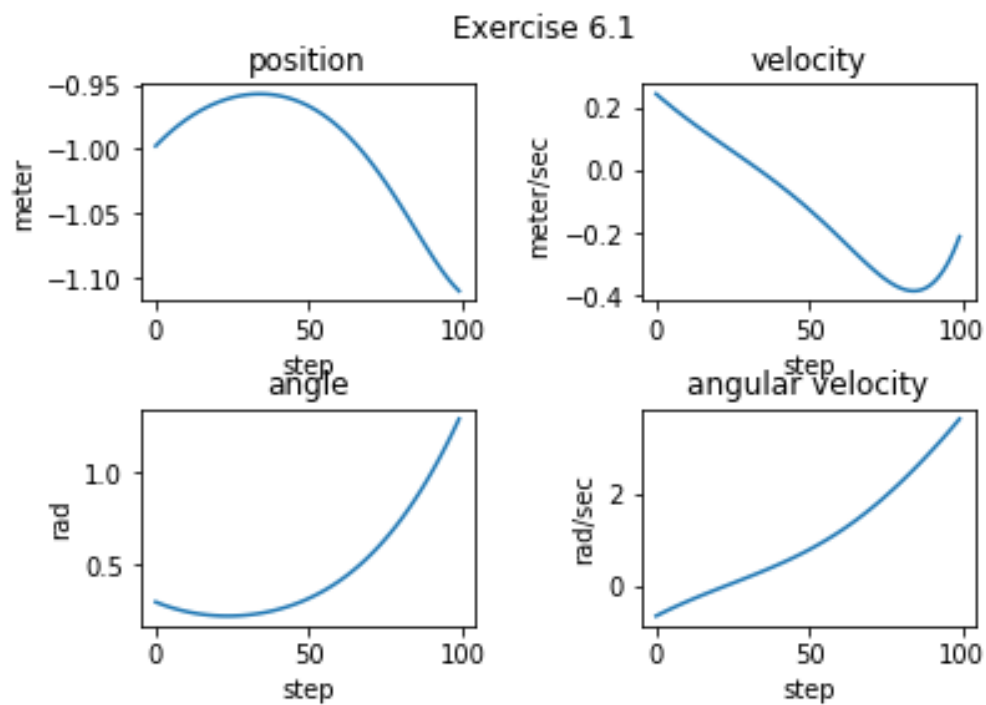 Exercise 6.1
position
−0.95
−1.00
−1.05
−1.10
meter
0
50
100
step
velocity
0.2
0.0
−0.2
−0.4
meter/sec
0
50
100
step
angle
1.0
0.5
rad
0
50
100
step
angular velocity
2
0
rad/sec
0
50
100
step